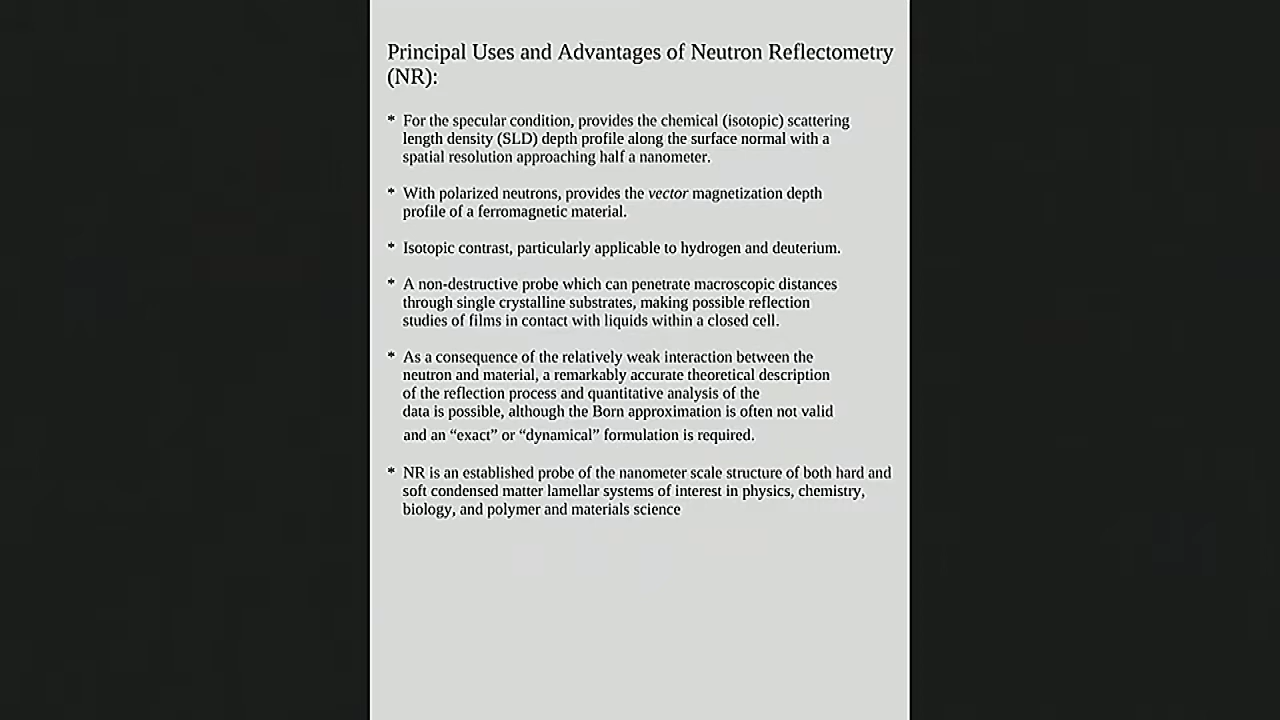 Principal Uses and Advantages of Neutron Reflectometry
(NR):
* For the specular condition, provides the chemical (isotopic) scattering
length density (SLD) depth profile along the surface normal with a
spatial resolution approaching half a nanometer.
* With polarized neutrons, provides the vector magnetization depth
profile of a ferromagnetic material.
* Isotopic contrast, particularly applicable to hydrogen and deuterium.
* A non-destructive probe which can penetrate macroscopic distances
through single crystalline substrates, making possible reflection
studies of films in contact with liquids within a closed cell.
* As a consequence of the relatively weak interaction between the
neutron and material, a remarkably accurate theoretical description
of the reflection process and quantitative analysis of the
data is possible, although the Born approximation is often not valid
and an “exact” or “dynamical” formulation is required.
* NR is an established probe of the nanometer scale structure of both hard and
soft condensed matter lamellar systems of interest in physics, chemistry,
biology, and polymer and materials science